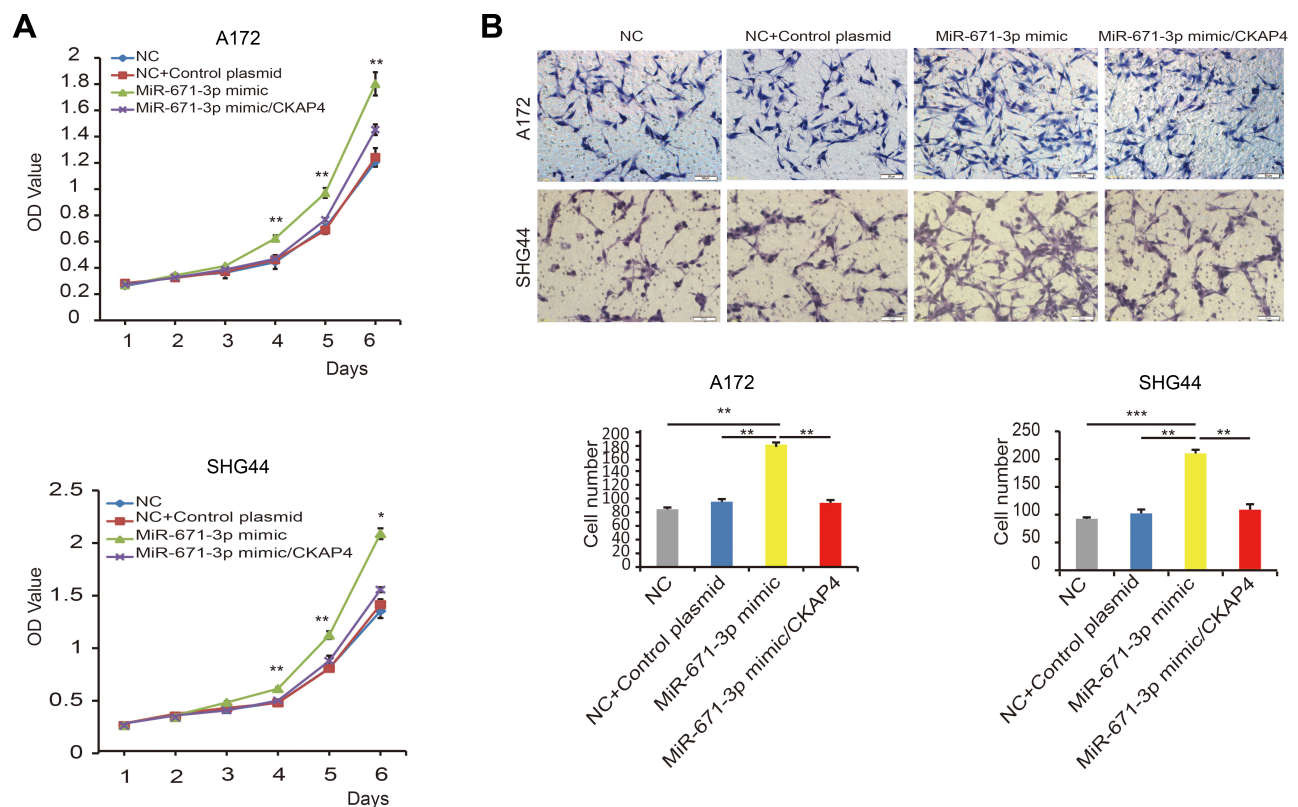 A
A172
2
1.8
1.6
1.4
1.2
1
0.8
0.6
0.4
0.2
0
OD Value
NC
NC+Control plasmid
MiR-671-3p mimic
MiR-671-3p mimic/CKAP4
**
**
**
1 2 3 4 5 6
Days
SHG44
2.5
2
1.5
1
0.5
0
OD Value
NC
NC+Control plasmid
MiR-671-3p mimic
MiR-671-3p mimic/CKAP4
*
**
**
1 2 3 4 5 6
Days
B
NC NC+Control plasmid MiR-671-3p mimic MiR-671-3p mimic/CKAP4
A172
SHG44
A172
**
** **
200
180
160
140
120
100
80
60
40
20
0
Cell number
NC
NC+Control plasmid
MiR-671-3p mimic
MiR-671-3p mimic/CKAP4
SHG44
***
** **
250
200
150
100
50
0
Cell number
NC
NC+Control plasmid
MiR-671-3p mimic
MiR-671-3p mimic/CKAP4